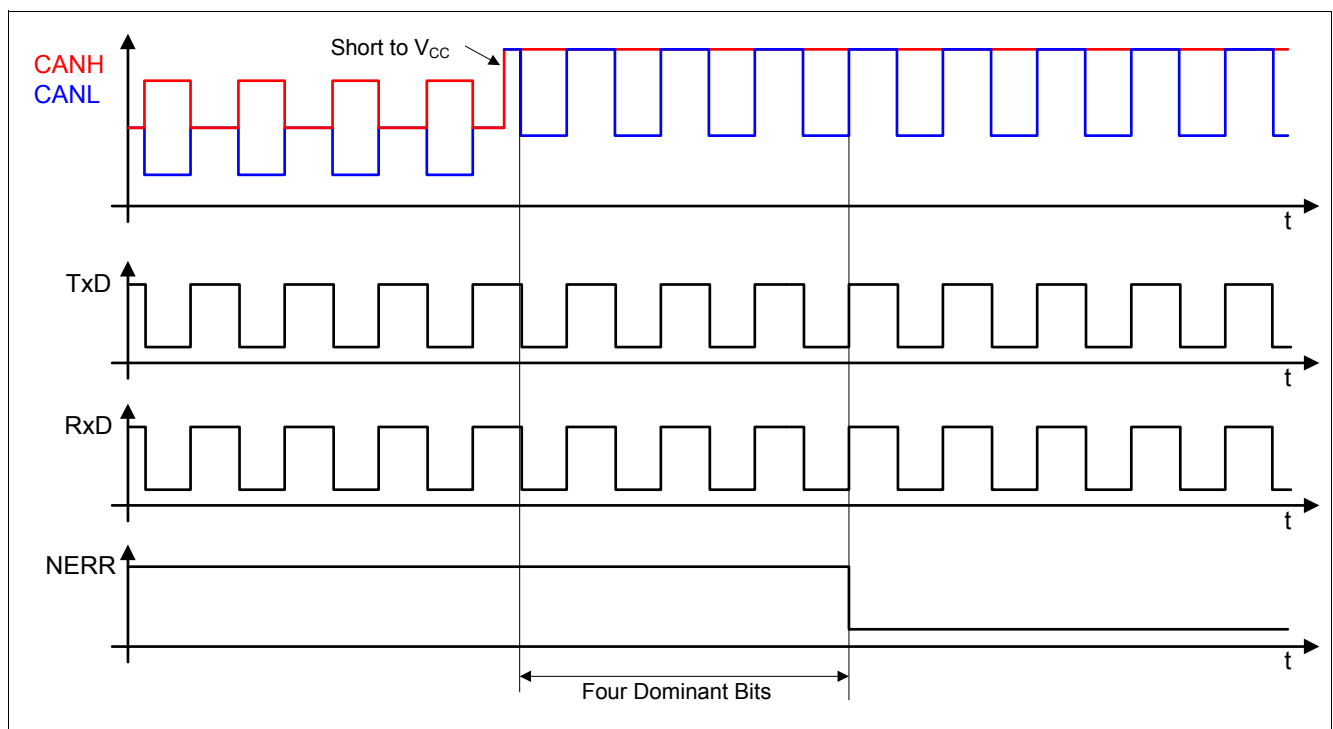 Short to VCC
CANH
CANL
t
TxD
t
RxD
t
NERR
t
Four Dominant Bits